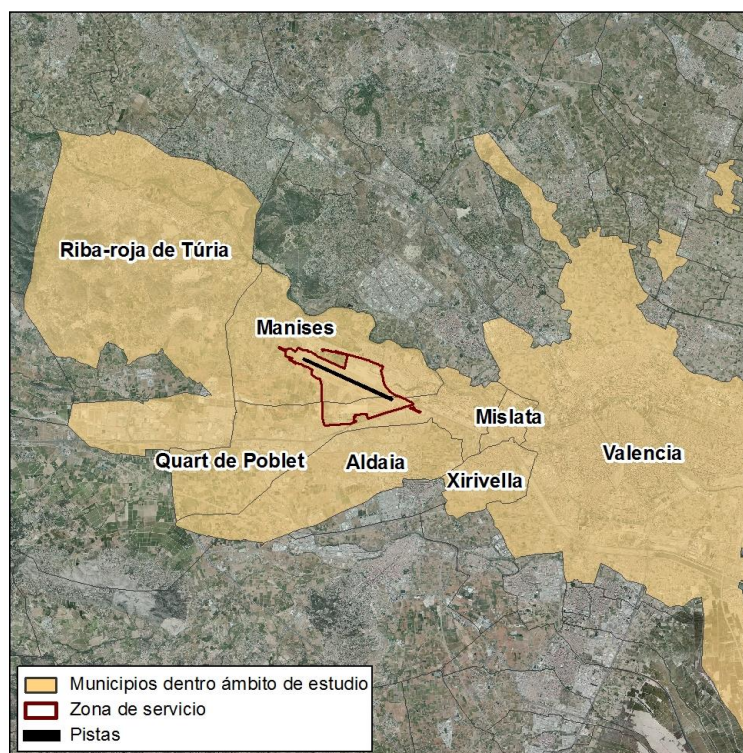 Riba-roja de Túria
Manises
Mislata
Valencia
Quart de Poblet
Aldaia
Xirivella
Municipios dentro ámbito de estudio
Zona de servicio
Pistas